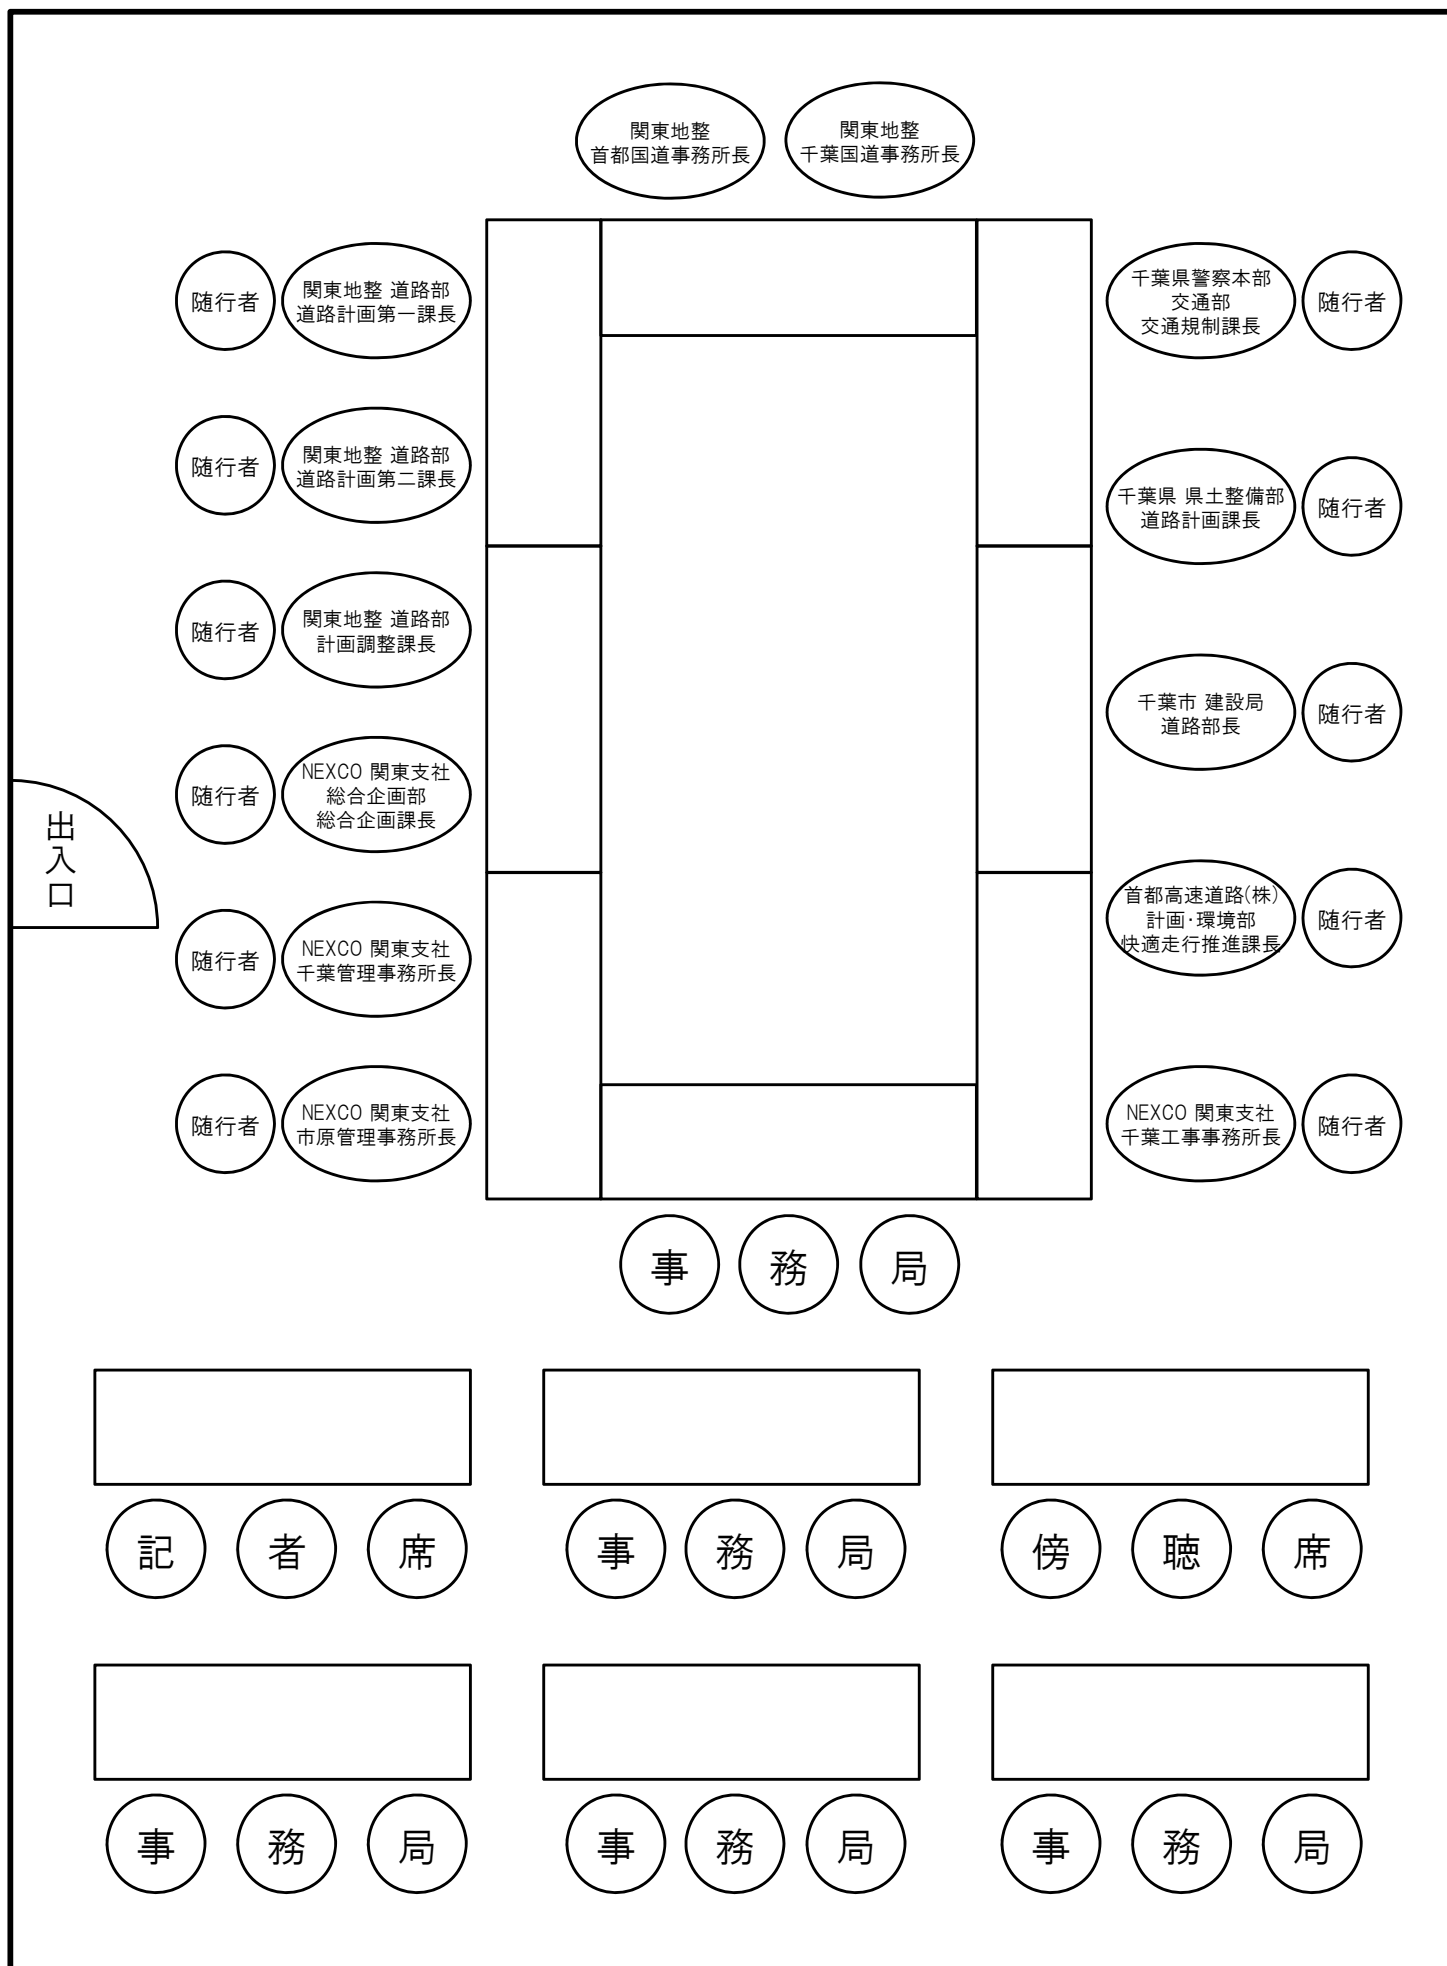 関東地整
首都国道事務所長
関東地整
千葉国道事務所長
随行者
関東地整 道路部
道路計画第一課長
千葉県警察本部
交通部
交通規制課長
随行者
随行者
関東地整 道路部
道路計画第二課長
千葉県 県土整備部
道路計画課長
随行者
随行者
関東地整 道路部
計画調整課長
千葉市 建設局
道路部長
随行者
随行者
NEXCO 関東支社
総合企画部
総合企画課長
出入口
首都高速道路(株)
計画・環境部
快適走行推進課長
随行者
随行者
NEXCO 関東支社
千葉管理事務所長
随行者
NEXCO 関東支社
市原管理事務所長
NEXCO 関東支社
千葉工事事務所長
随行者
事務局
記者席
事務局
傍聴席
事務局
事務局
事務局